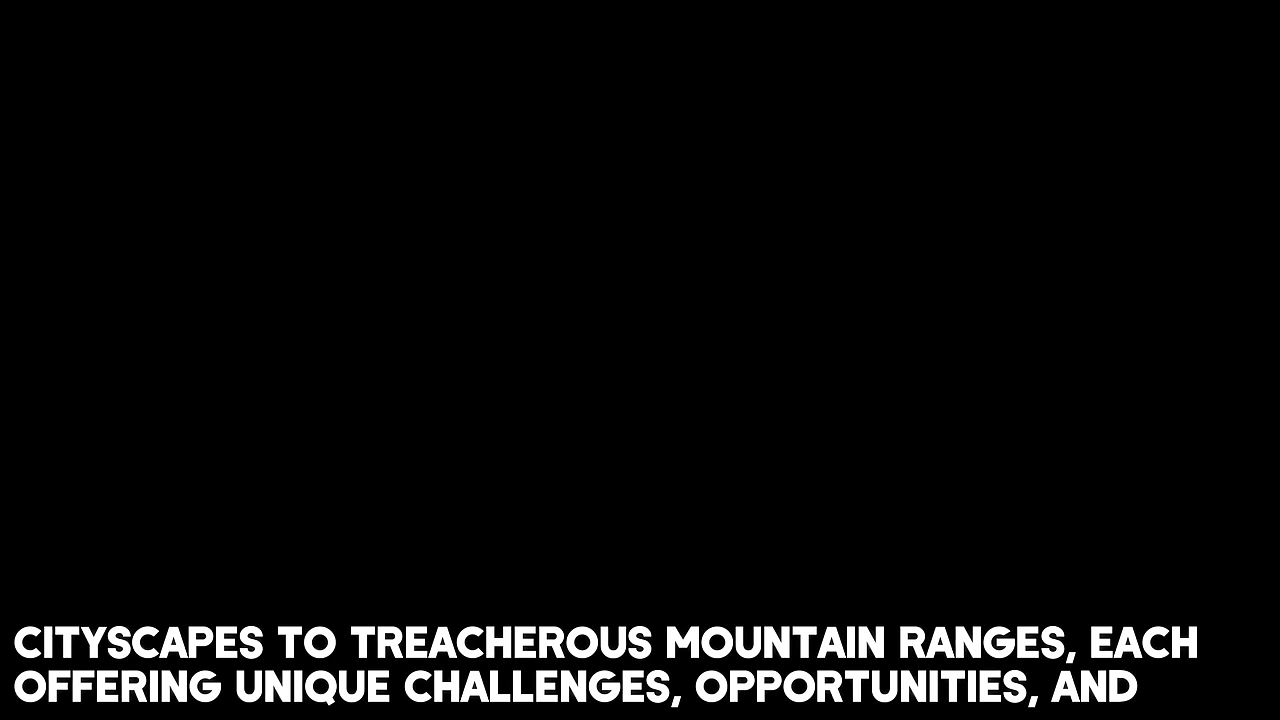 CITYSCAPES TO TREACHEROUS MOUNTAIN RANGES, EACH
OFFERING UNIQUE CHALLENGES, OPPORTUNITIES, AND